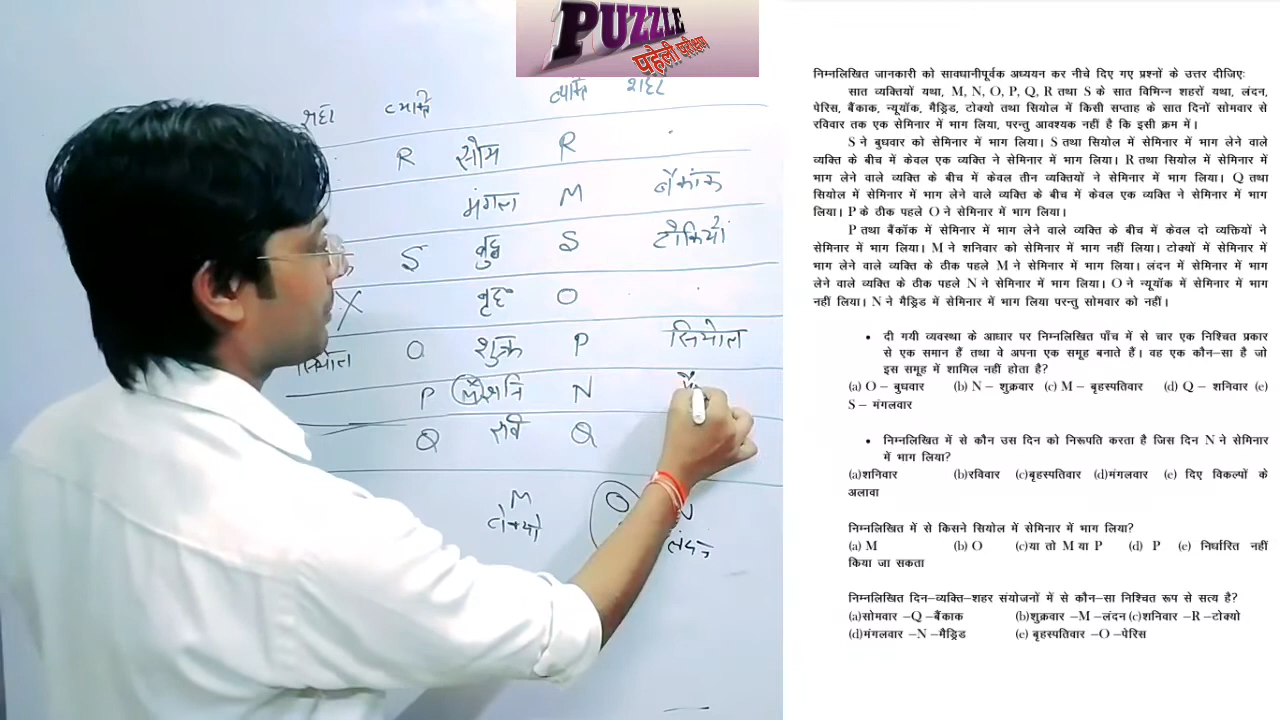 PUZZLE
पहेली परीक्षण
व्यक्ति
व्यक्ति शहर
R सोम R
मंगल M बैंकांक
S बुध S टोकियों
X वृह O
सियोल O शुक्र P सियोल
P शनि N
Q रवि Q
M
टोक्यो
O N
लंदन
निम्नलिखित जानकारी को सावधानीपूर्वक अध्ययन कर नीचे दिए गए प्रश्नों के उत्तर दीजिए:
सात व्यक्तियों यथा, M, N, O, P, Q, R तथा S के सात विभिन्न शहरों यथा, लंदन,
पेरिस, बैंकाक, न्यूयॉक, मैड्रिड, टोक्यो तथा सियोल में किसी सप्ताह के सात दिनों सोमवार से
रविवार तक एक सेमिनार में भाग लिया, परन्तु आवश्यक नहीं है कि इसी क्रम में।
S ने बुधवार को सेमिनार में भाग लिया। S तथा सियोल में सेमिनार में भाग लेने वाले
व्यक्ति के बीच में केवल एक व्यक्ति ने सेमिनार में भाग लिया। R तथा सियोल में सेमिनार में
भाग लेने वाले व्यक्ति के बीच में केवल तीन व्यक्तियों ने सेमिनार में भाग लिया। Q तथा
सियोल में सेमिनार में भाग लेने वाले व्यक्ति के बीच में केवल एक व्यक्ति ने सेमिनार में भाग
लिया। P के ठीक पहले O ने सेमिनार में भाग लिया।
P तथा बैंकॉक में सेमिनार में भाग लेने वाले व्यक्ति के बीच में केवल दो व्यक्तियों ने
सेमिनार में भाग लिया। M ने शनिवार को सेमिनार में भाग नहीं लिया। टोक्यो में सेमिनार में
भाग लेने वाले व्यक्ति के ठीक पहले M ने सेमिनार में भाग लिया। लंदन में सेमिनार में भाग
लेने वाले व्यक्ति के ठीक पहले N ने सेमिनार में भाग लिया। O ने न्यूयॉक में सेमिनार में भाग
नहीं लिया। N ने मैड्रिड में सेमिनार में भाग लिया परन्तु सोमवार को नहीं।
• दी गयी व्यवस्था के आधार पर निम्नलिखित पाँच में से चार एक निश्चित प्रकार
से एक समान हैं तथा वे अपना एक समूह बनाते हैं। वह एक कौन–सा है जो
इस समूह में शामिल नहीं होता है?
(a) O – बुधवार (b) N – शुक्रवार (c) M – बृहस्पतिवार (d) Q – शनिवार (e)
S – मंगलवार
• निम्नलिखित में से कौन उस दिन को निरूपति करता है जिस दिन N ने सेमिनार
में भाग लिया?
(a)शनिवार (b)रविवार (c)बृहस्पतिवार (d)मंगलवार (e) दिए विकल्पों के
अलावा
निम्नलिखित में से किसने सियोल में सेमिनार में भाग लिया?
(a) M (b) O (c)या तो M या P (d) P (e) निर्धारित नहीं
किया जा सकता
निम्नलिखित दिन–व्यक्ति–शहर संयोजनों में से कौन–सा निश्चित रूप से सत्य है?
(a)सोमवार –Q –बैंकाक (b)शुक्रवार –M –लंदन (c)शनिवार –R –टोक्यो
(d)मंगलवार –N –मैड्रिड (e) बृहस्पतिवार –O –पेरिस